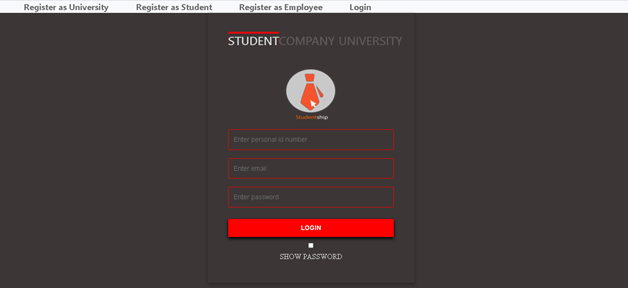 Register as University Register as Student Register as Employee Login
STUDENT COMPANY UNIVERSITY
Studentship
Enter personal id number
Enter email
Enter password
LOGIN
SHOW PASSWORD